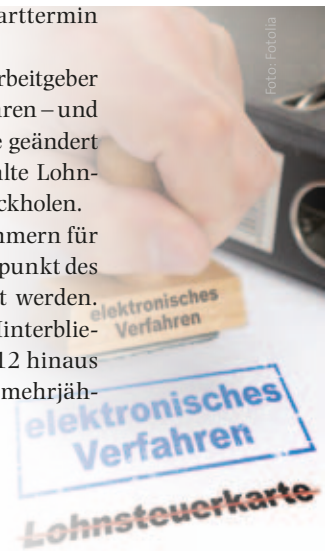 arttermin
rbeitgeber
hren – und
e geändert
alte Lohn-
ckholen.
mmern für
punkt des
t werden.
Hinterblie-
12 hinaus
mehrjäh-
Foto: Fotolia
elektronisches
Verfahren
elektronisches
Verfahren
Lohnsteuerkarte